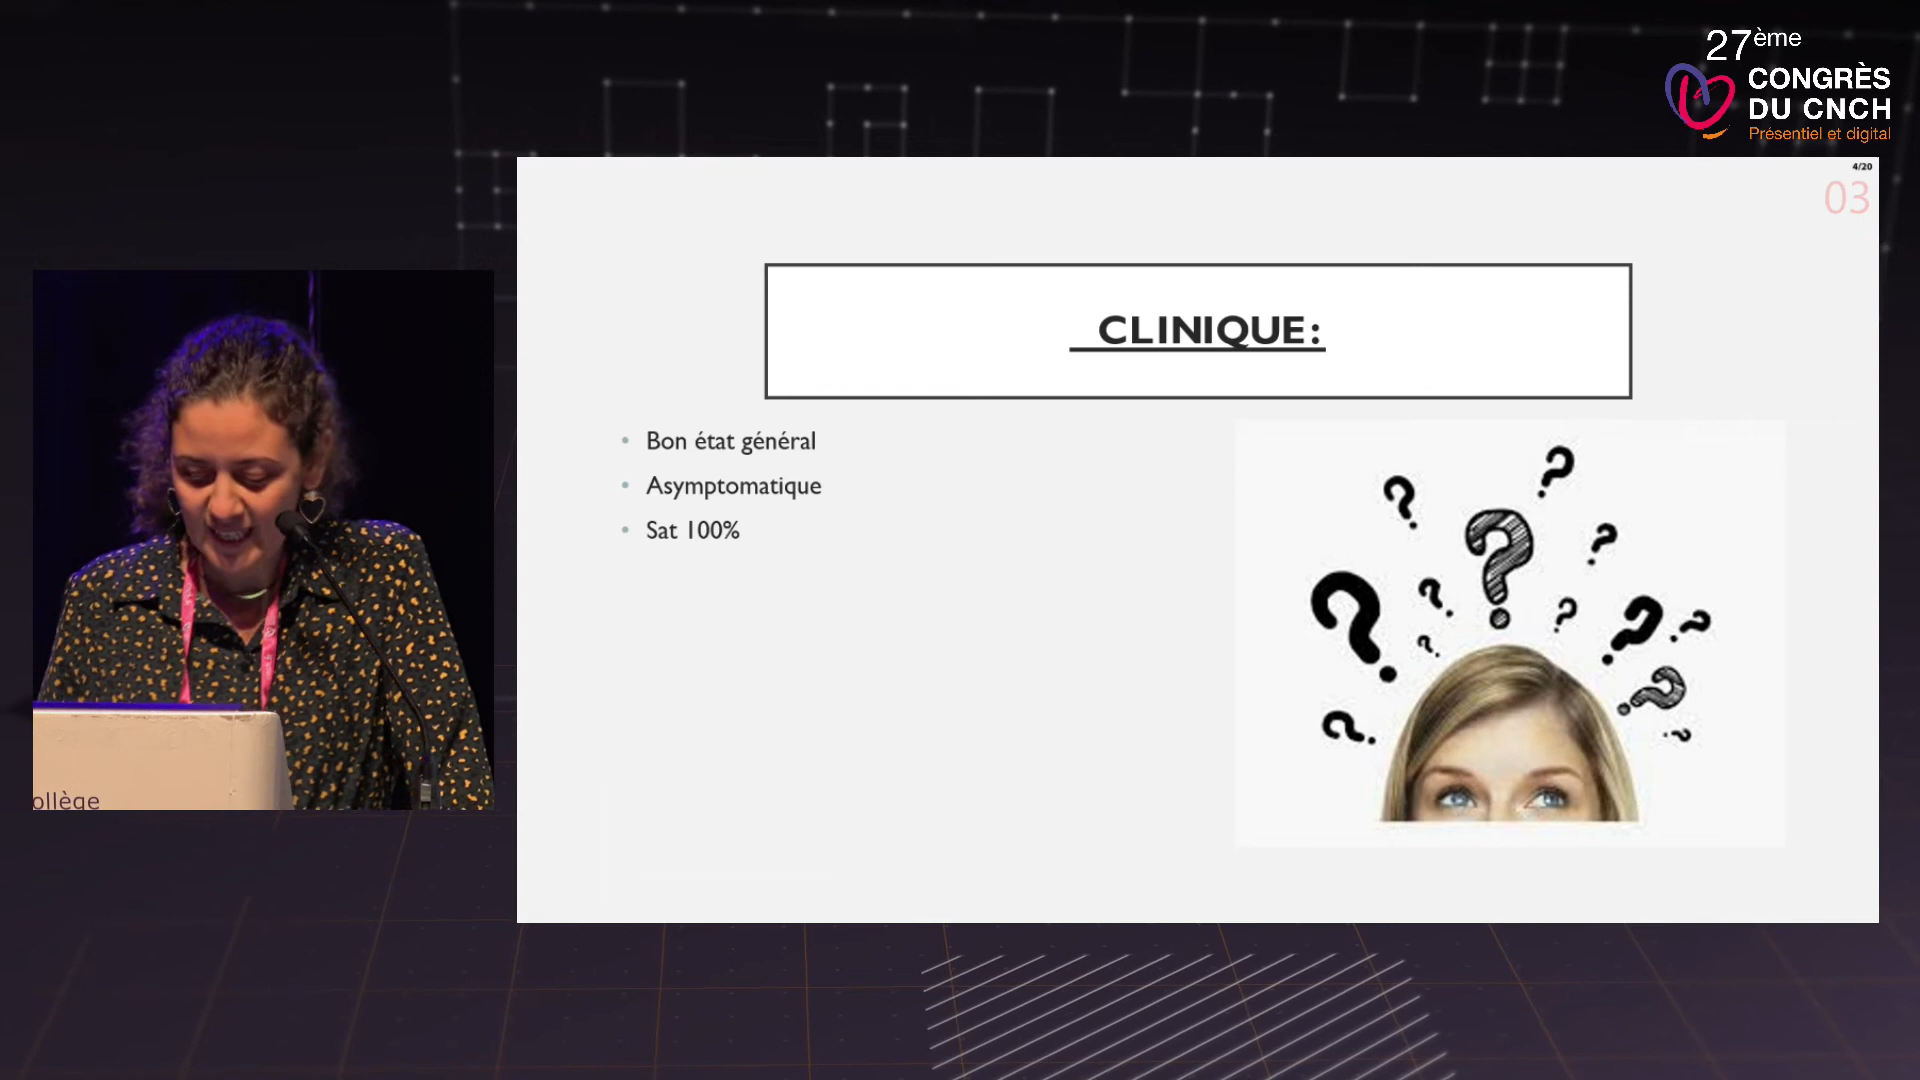 27ème
CONGRÈS
DU CNCH
Présentiel et digital
4/20
03
CLINIQUE:
• Bon état général
• Asymptomatique
• Sat 100%
ollège